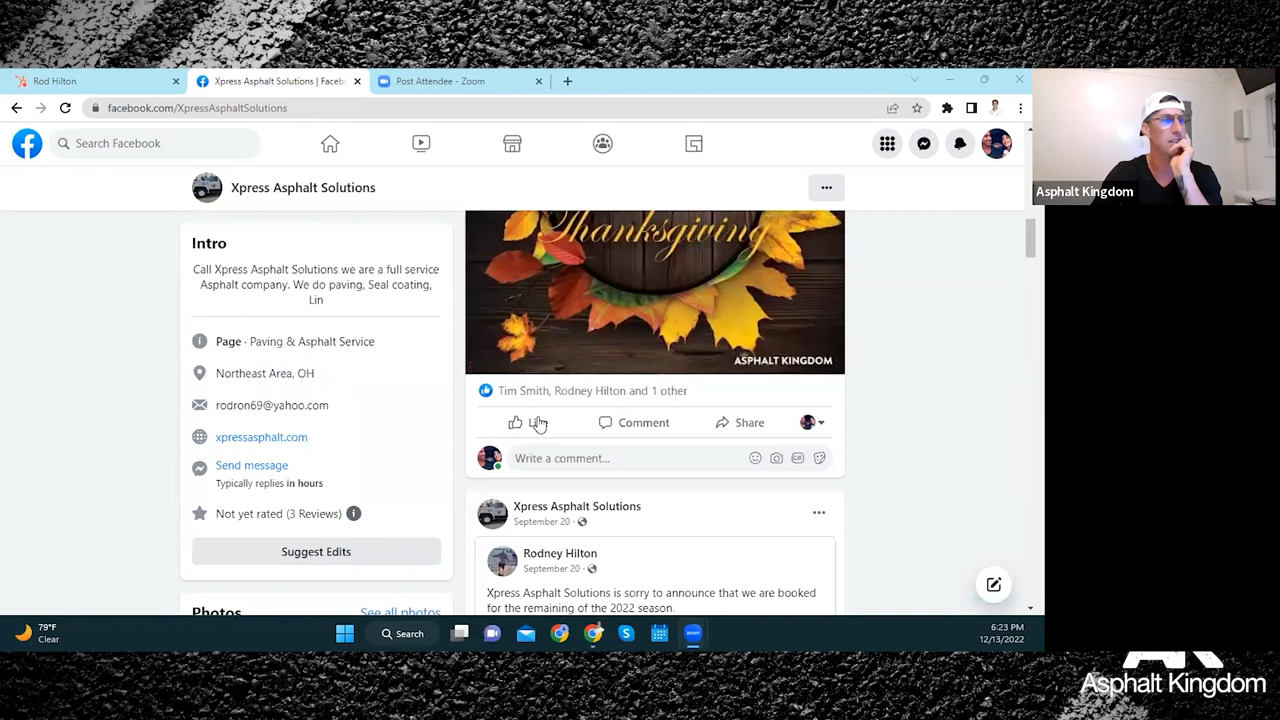 Rod Hilton
Xpress Asphalt Solutions | Faceb
Post Attendee - Zoom
facebook.com/XpressAsphaltSolutions
Search Facebook
Xpress Asphalt Solutions
Asphalt Kingdom
Intro
Call Xpress Asphalt Solutions we are a full service
Asphalt company. We do paving, Seal coating,
Lin
Page · Paving & Asphalt Service
Northeast Area, OH
rodron69@yahoo.com
xpressasphalt.com
Send message
Typically replies in hours
Not yet rated (3 Reviews)
Suggest Edits
Photos
See all photos
Thanksgiving
ASPHALT KINGDOM
Tim Smith, Rodney Hilton and 1 other
Like
Comment
Share
Write a comment...
GIF
Xpress Asphalt Solutions
September 20 ·
Rodney Hilton
September 20 ·
Xpress Asphalt Solutions is sorry to announce that we are booked
for the remaining of the 2022 season.
79°F
Clear
Search
6:23 PM
12/13/2022
Asphalt Kingdom